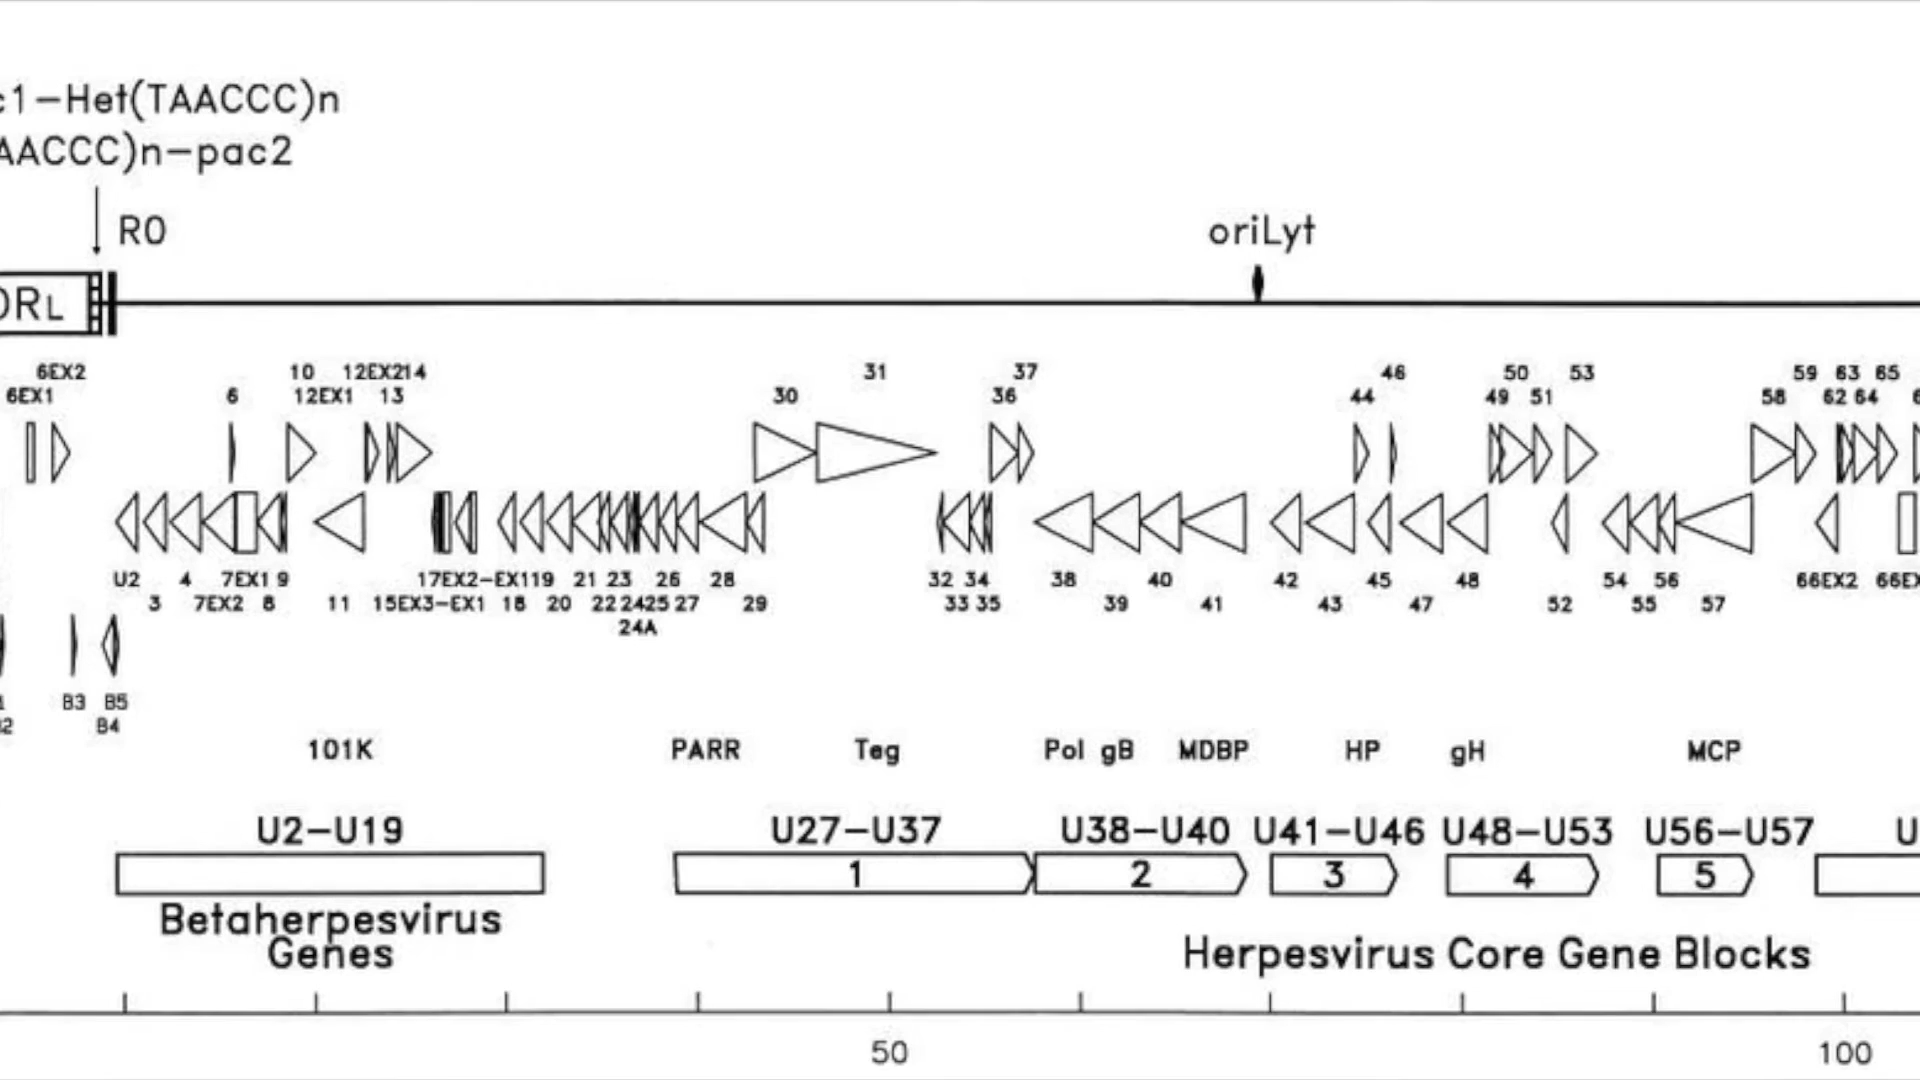 c1-Het(TAACCC)n
AACCC)n-pac2
R0
oriLyt
DRL
6EX2 10 12EX2 14 31 37 46 50 53 59 63 65
6EX1 6 12EX1 13 30 36 44 49 51 58 62 64 6
U2 4 7EX1 9 17EX2-EX1 19 21 23 26 28 32 34 38 40 42 45 48 54 56 66EX2 66EX
3 7EX2 8 11 15EX3-EX1 18 20 22 24 25 27 29 33 35 39 41 43 47 52 55 57
24A
B3 B5
B2 B4
101K PARR Teg Pol gB MDBP HP gH MCP
U2-U19 U27-U37 U38-U40 U41-U46 U48-U53 U56-U57 U
1 2 3 4 5
Betaherpesvirus
Genes
Herpesvirus Core Gene Blocks
50 100